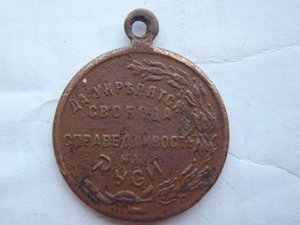 ДА УКРѢПЯТСЯ
СВОБОДА
И
СПРАВЕДЛИВОСТЬ
НА
РУСИ